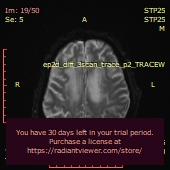 Im: 19/50 STP25
Se: 5 A STP25
M
ep2d_diff_3scan_trace_p2_TRACEW
R L
You have 30 days left in your trial period.
Purchase a license at
https://radiantviewer.com/store/